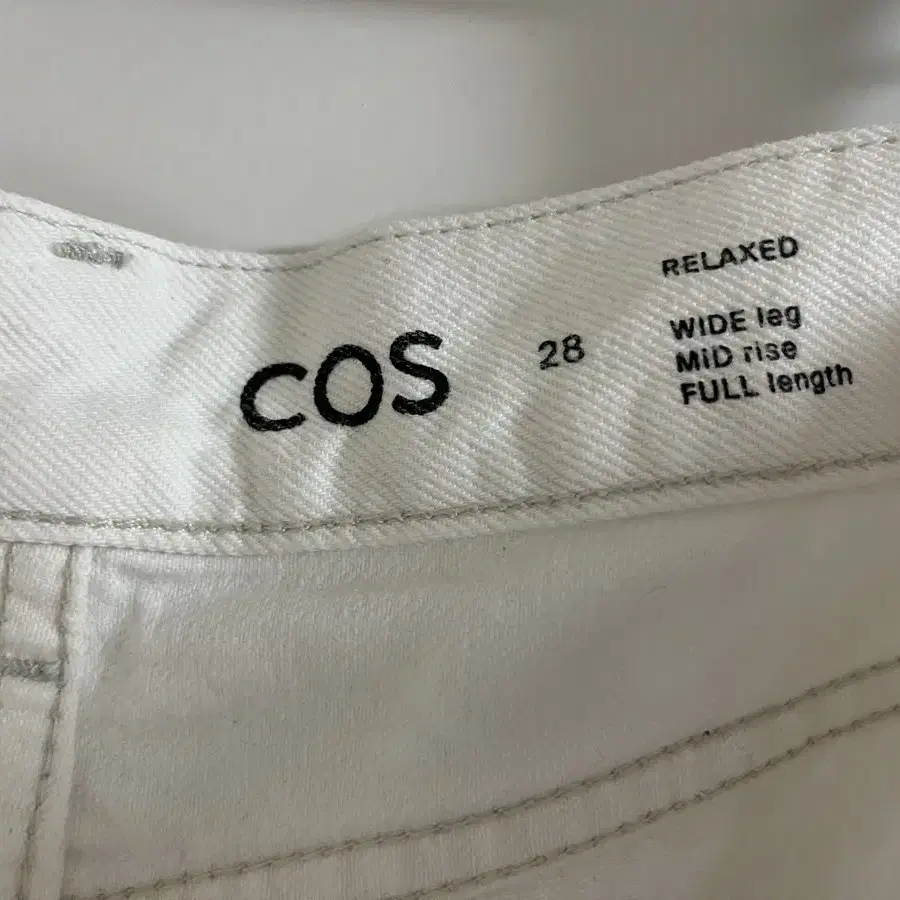 COS
28
RELAXED
WIDE leg
MID rise
FULL length